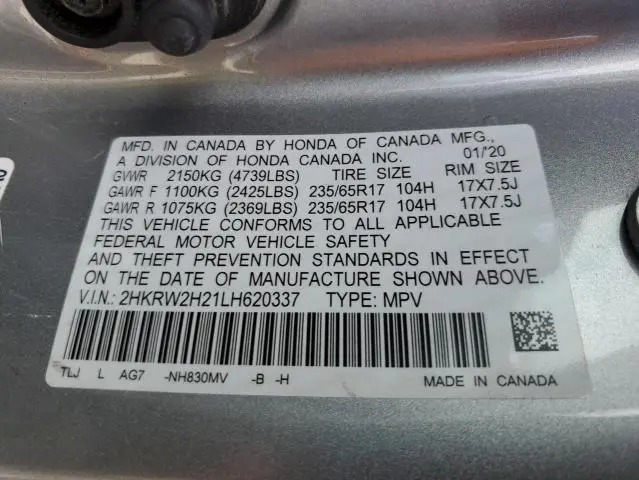 MFD. IN CANADA BY HONDA OF CANADA MFG.,
A DIVISION OF HONDA CANADA INC. 01/'20
GVWR 2150KG (4739LBS) TIRE SIZE RIM SIZE
GAWR F 1100KG (2425LBS) 235/65R17 104H 17X7.5J
GAWR R 1075KG (2369LBS) 235/65R17 104H 17X7.5J
THIS VEHICLE CONFORMS TO ALL APPLICABLE
FEDERAL MOTOR VEHICLE SAFETY
AND THEFT PREVENTION STANDARDS IN EFFECT
ON THE DATE OF MANUFACTURE SHOWN ABOVE.
V.I.N.: 2HKRW2H21LH620337 TYPE: MPV
TLJ L AG7 -NH830MV -B -H MADE IN CANADA